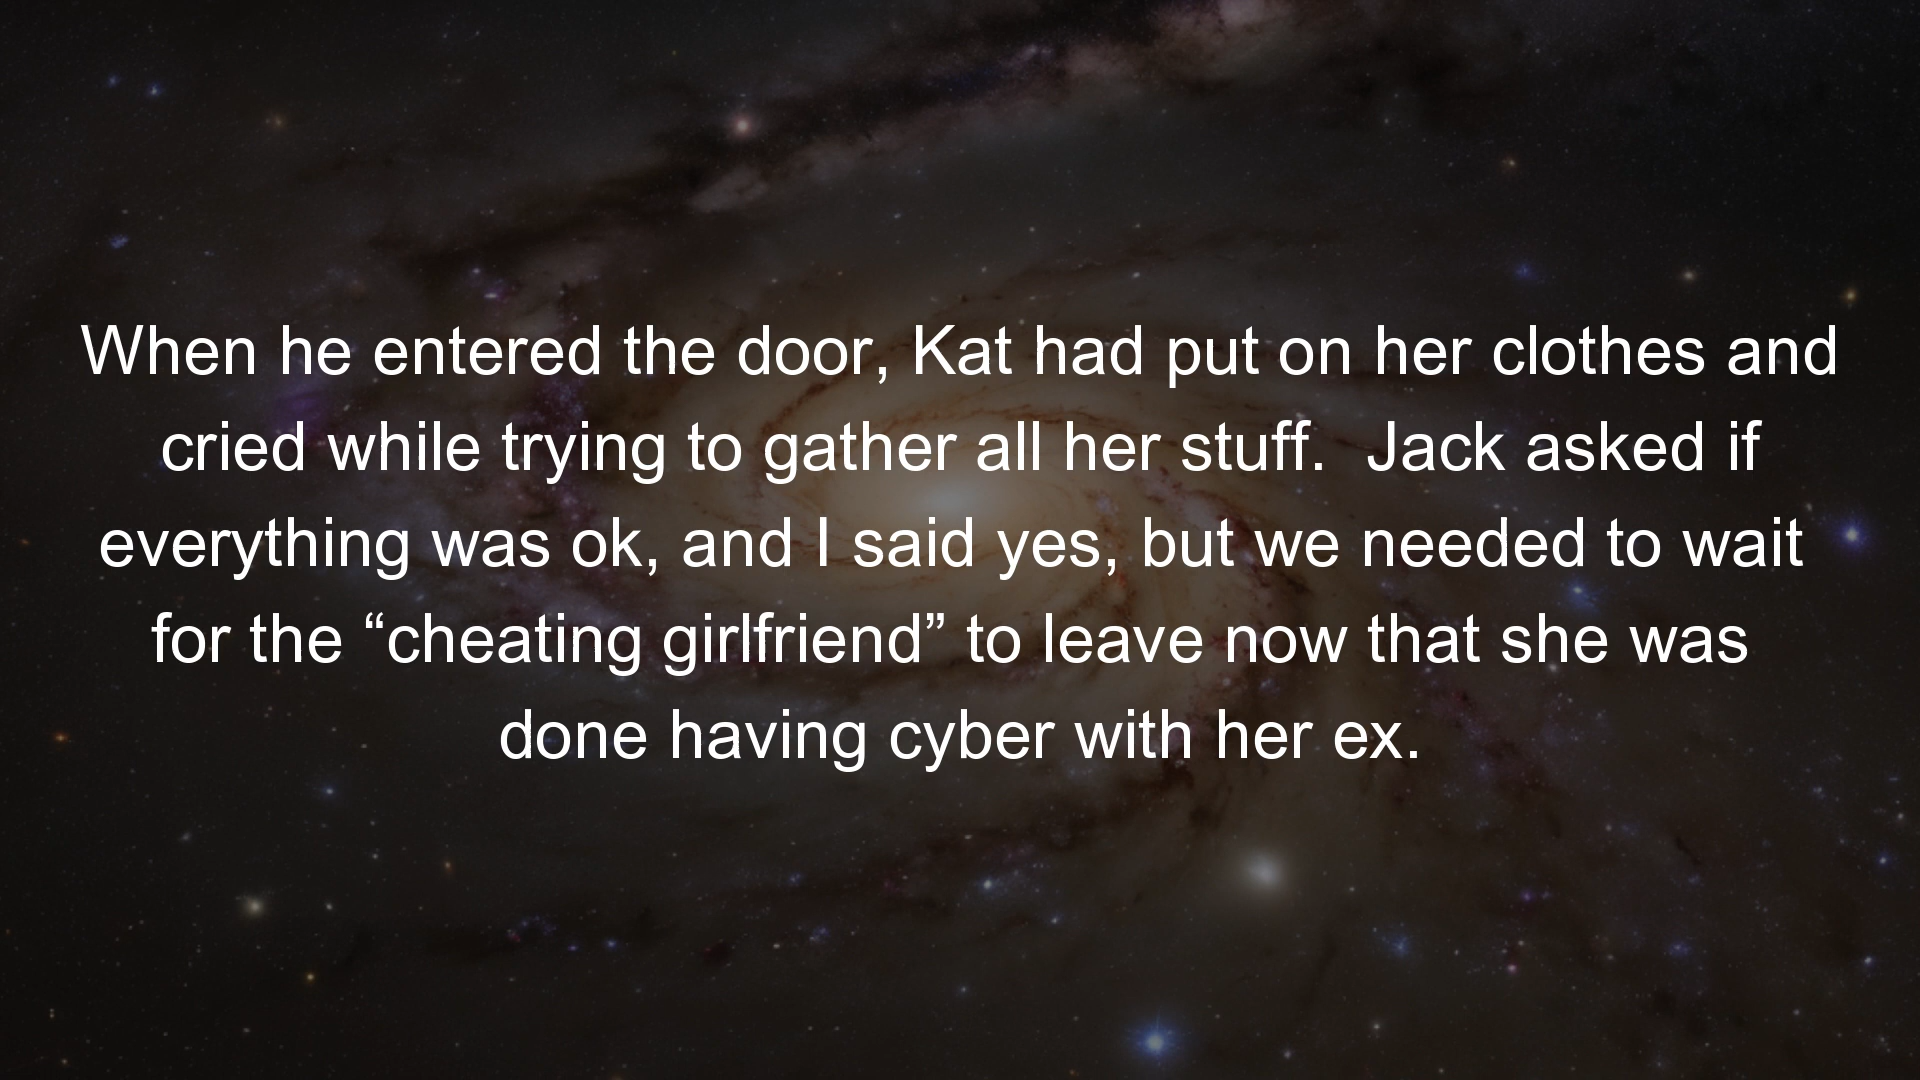 When he entered the door, Kat had put on her clothes and
cried while trying to gather all her stuff.  Jack asked if
everything was ok, and I said yes, but we needed to wait
for the “cheating girlfriend” to leave now that she was
done having cyber with her ex.